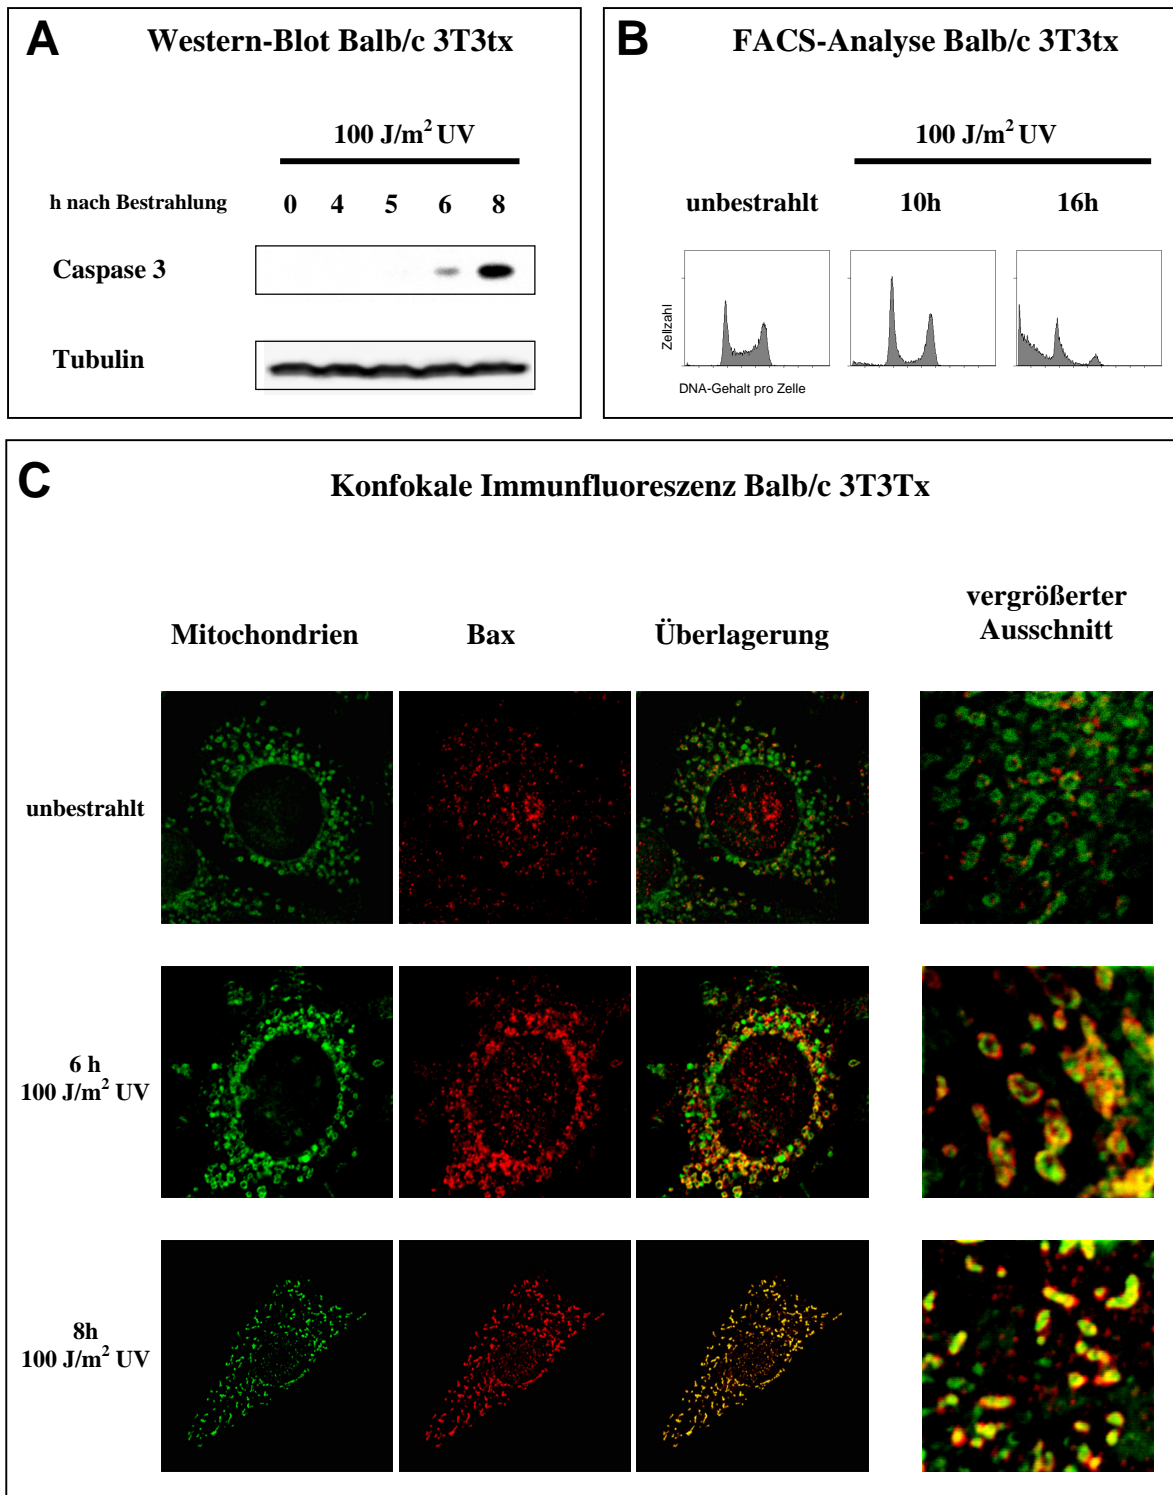 A
Western-Blot Balb/c 3T3tx
100 J/m² UV
h nach Bestrahlung 0 4 5 6 8
Caspase 3
Tubulin
B
FACS-Analyse Balb/c 3T3tx
100 J/m² UV
unbestrahlt 10h 16h
Zellzahl
DNA-Gehalt pro Zelle
C
Konfokale Immunfluoreszenz Balb/c 3T3Tx
Mitochondrien Bax Überlagerung vergrößerter
Ausschnitt
unbestrahlt
6 h
100 J/m² UV
8h
100 J/m² UV